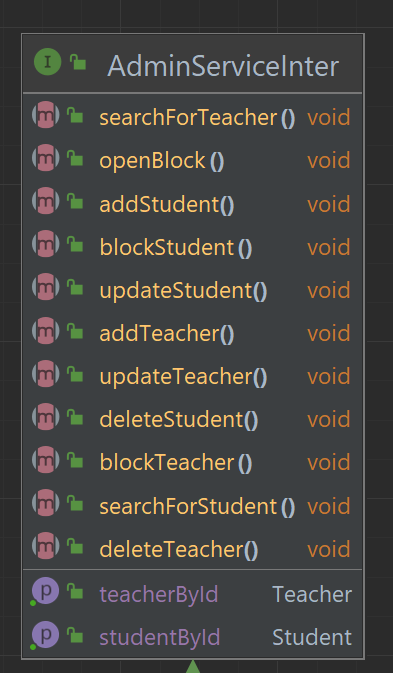 I AdminServiceInter
m searchForTeacher() void
m openBlock() void
m addStudent() void
m blockStudent() void
m updateStudent() void
m addTeacher() void
m updateTeacher() void
m deleteStudent() void
m blockTeacher() void
m searchForStudent() void
m deleteTeacher() void
p teacherById Teacher
p studentById Student